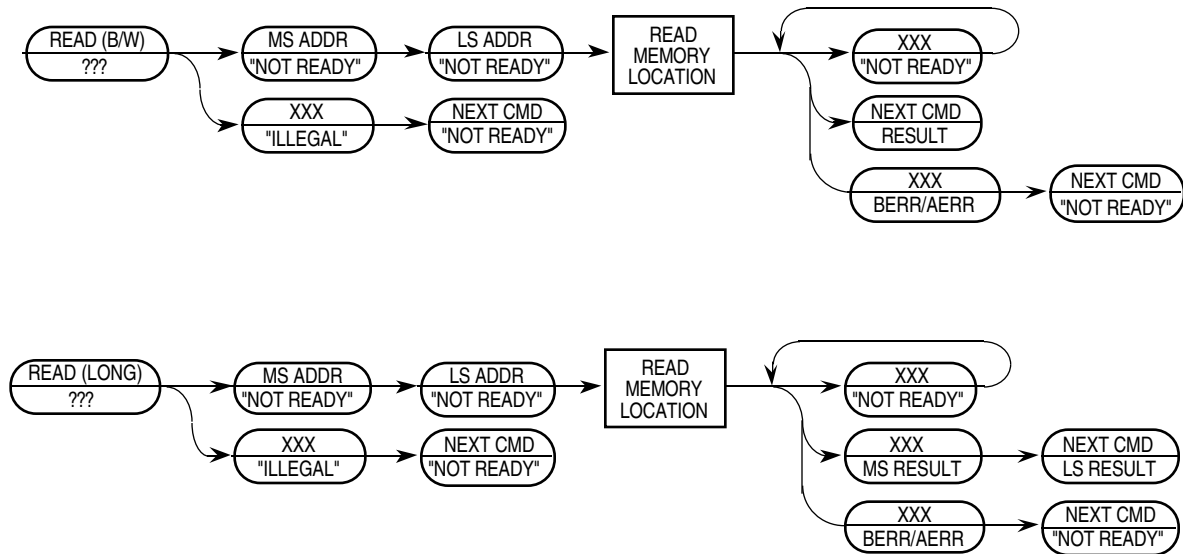 READ (B/W)
???
MS ADDR
"NOT READY"
LS ADDR
"NOT READY"
READ
MEMORY
LOCATION
XXX
"NOT READY"
XXX
"ILLEGAL"
NEXT CMD
"NOT READY"
NEXT CMD
RESULT
XXX
BERR/AERR
NEXT CMD
"NOT READY"
READ (LONG)
???
MS ADDR
"NOT READY"
LS ADDR
"NOT READY"
READ
MEMORY
LOCATION
XXX
"NOT READY"
XXX
"ILLEGAL"
NEXT CMD
"NOT READY"
XXX
MS RESULT
NEXT CMD
LS RESULT
XXX
BERR/AERR
NEXT CMD
"NOT READY"